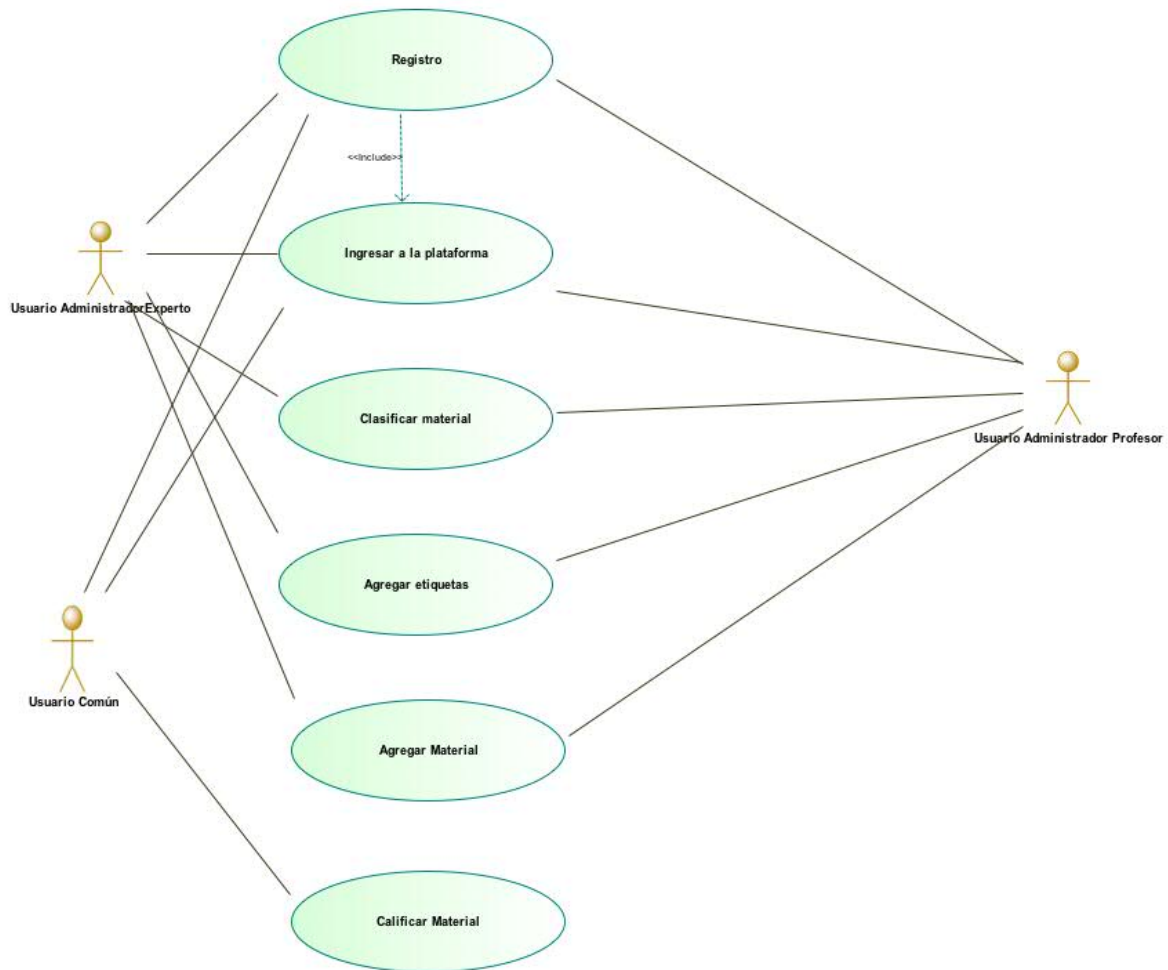 Registro
<<Include>>
Ingresar a la plataforma
Usuario AdministradorExperto
Clasificar material
Usuario Administrador Profesor
Agregar etiquetas
Usuario Común
Agregar Material
Calificar Material